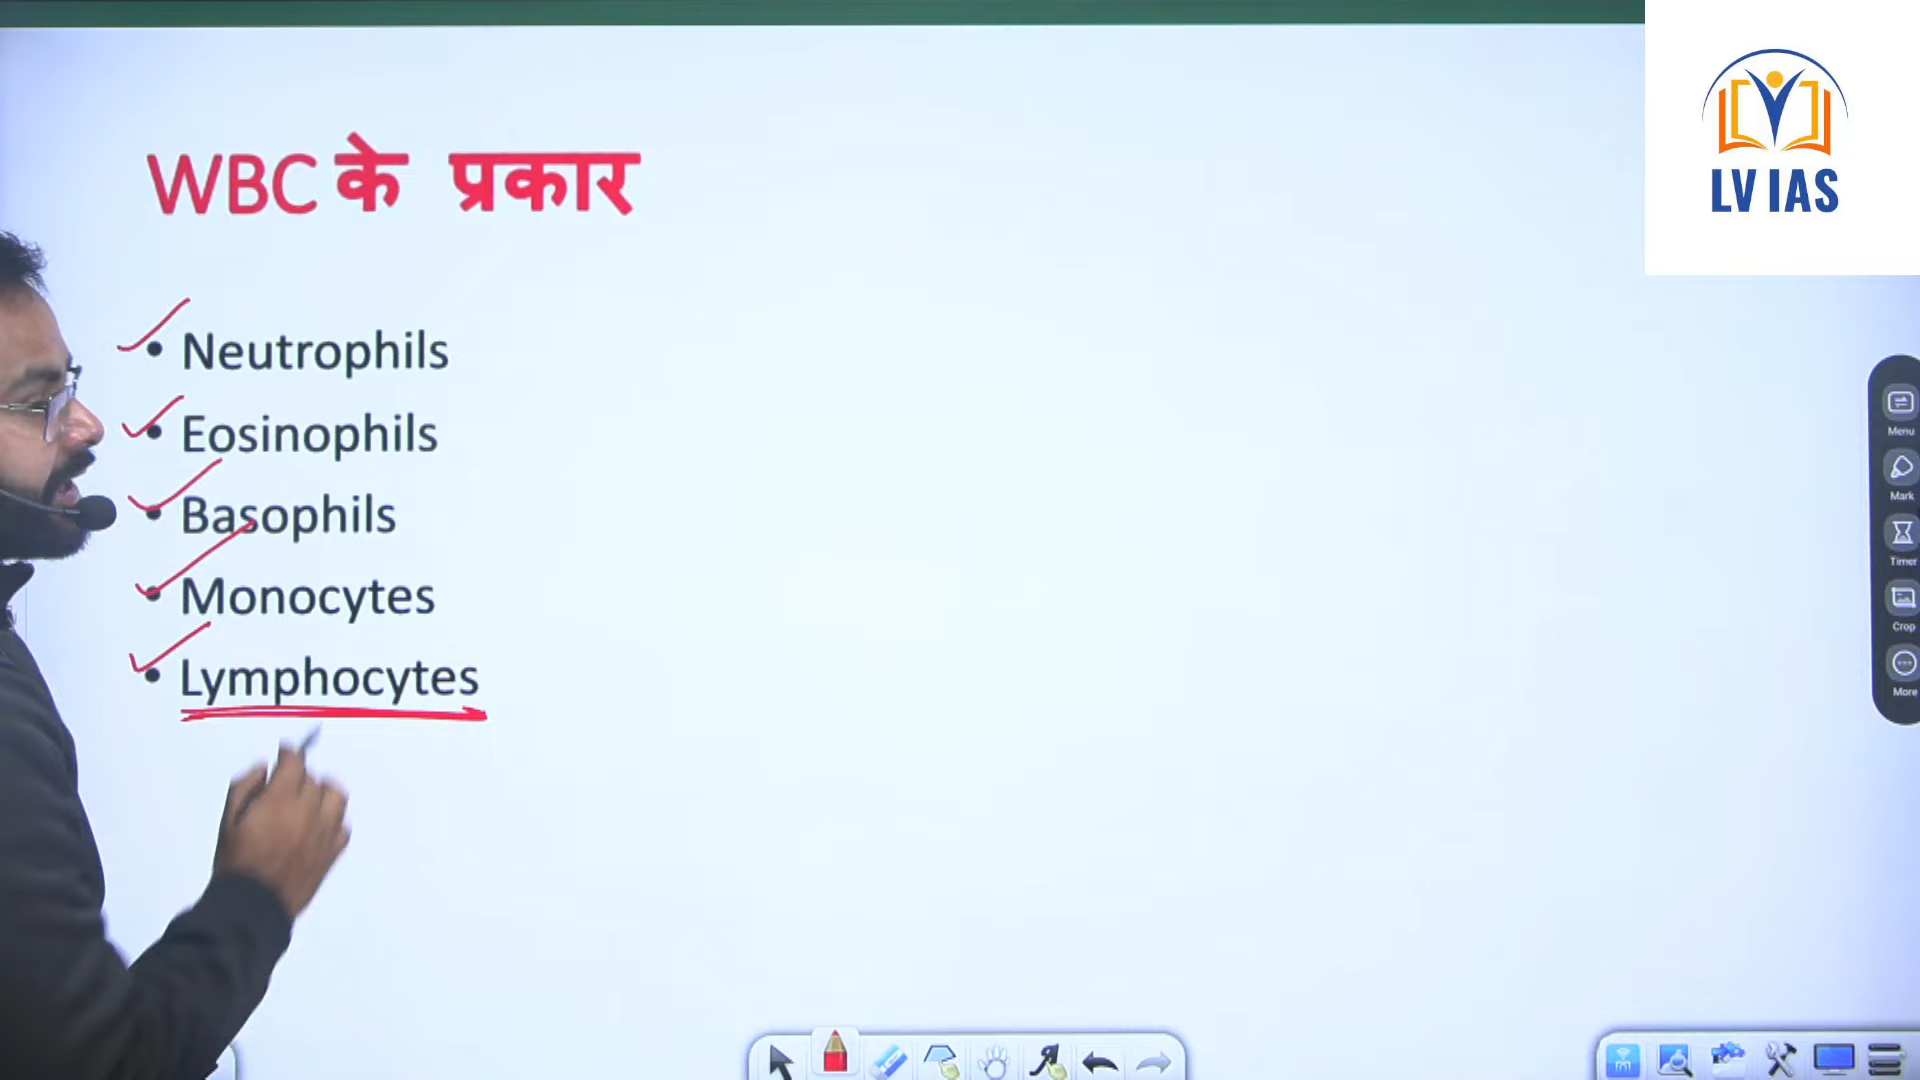 WBC के प्रकार
• Neutrophils
• Eosinophils
• Basophils
• Monocytes
• Lymphocytes
LV IAS
Menu
Mark
Timer
Crop
More